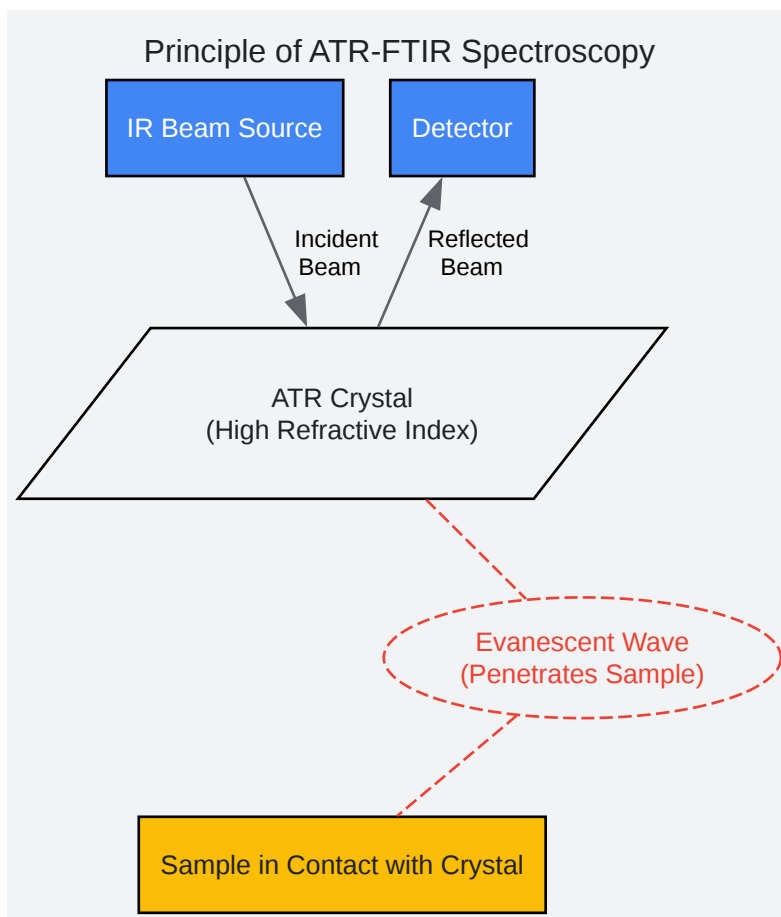 Principle of ATR-FTIR Spectroscopy
IR Beam Source
Detector
Incident
Beam
Reflected
Beam
ATR Crystal
(High Refractive Index)
Evanescent Wave
(Penetrates Sample)
Sample in Contact with Crystal